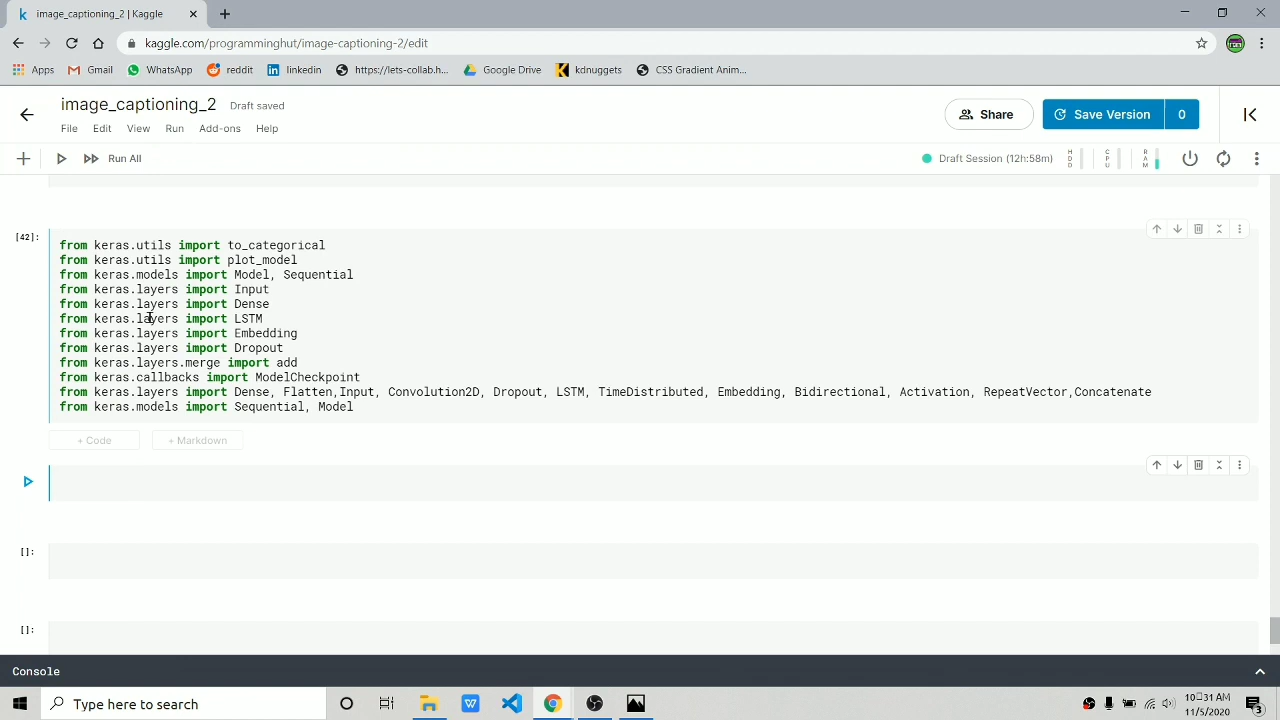 image_captioning_2 | Kaggle
kaggle.com/programminghut/image-captioning-2/edit
Apps Gmail WhatsApp reddit linkedin https://lets-collab.h... Google Drive kdnuggets CSS Gradient Anim...
image_captioning_2 Draft saved
Share Save Version 0
File Edit View Run Add-ons Help
Run All Draft Session (12h:58m) HDD CPU RAM
[42]:
from keras.utils import to_categorical
from keras.utils import plot_model
from keras.models import Model, Sequential
from keras.layers import Input
from keras.layers import Dense
from keras.layers import LSTM
from keras.layers import Embedding
from keras.layers import Dropout
from keras.layers.merge import add
from keras.callbacks import ModelCheckpoint
from keras.layers import Dense, Flatten,Input, Convolution2D, Dropout, LSTM, TimeDistributed, Embedding, Bidirectional, Activation, RepeatVector,Concatenate
from keras.models import Sequential, Model
+ Code + Markdown
[]:
[]:
Console
Type here to search
11/5/2020
3